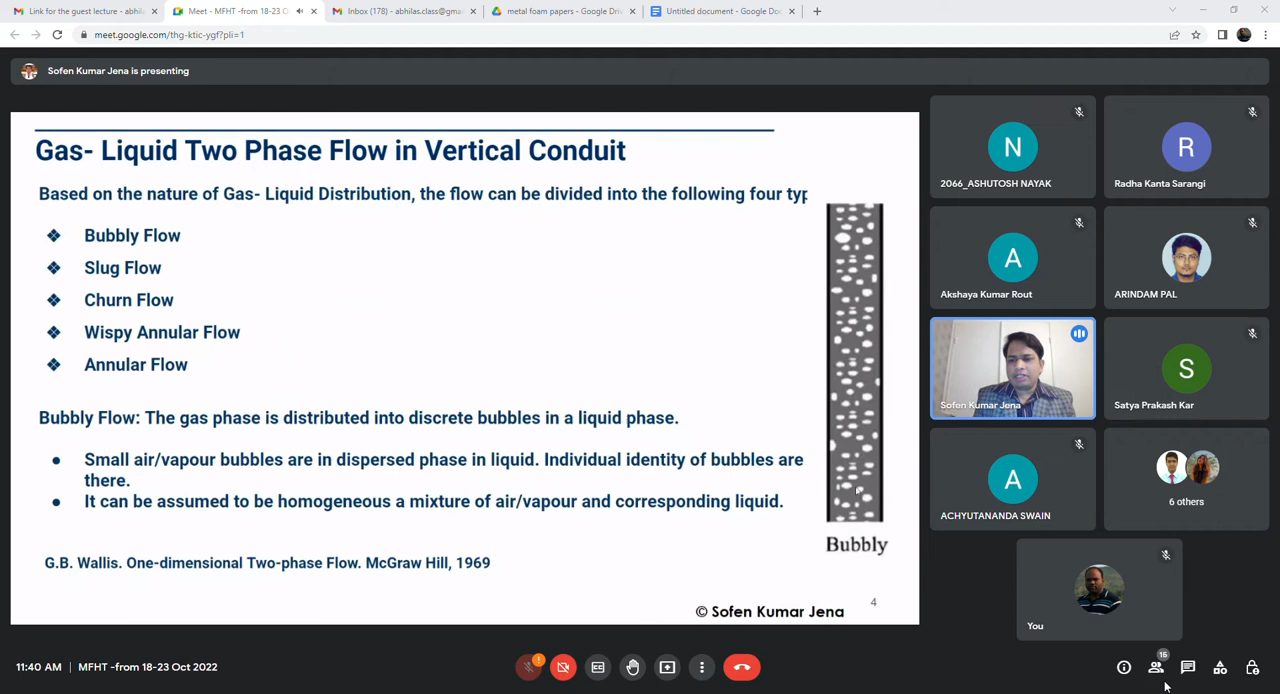 Link for the guest lecture - abhila
Meet - MFHT -from 18-23 O
Inbox (178) - abhilas.class@gma
metal foam papers - Google Driv
Untitled document - Google Doc
meet.google.com/thg-ktic-ygf?pli=1
Sofen Kumar Jena is presenting
Gas- Liquid Two Phase Flow in Vertical Conduit
Based on the nature of Gas- Liquid Distribution, the flow can be divided into the following four typ
❖ Bubbly Flow
❖ Slug Flow
❖ Churn Flow
❖ Wispy Annular Flow
❖ Annular Flow
Bubbly Flow: The gas phase is distributed into discrete bubbles in a liquid phase.
• Small air/vapour bubbles are in dispersed phase in liquid. Individual identity of bubbles are
there.
• It can be assumed to be homogeneous a mixture of air/vapour and corresponding liquid.
Bubbly
G.B. Wallis. One-dimensional Two-phase Flow. McGraw Hill, 1969
4
© Sofen Kumar Jena
N
2066_ASHUTOSH NAYAK
R
Radha Kanta Sarangi
A
Akshaya Kumar Rout
ARINDAM PAL
Sofen Kumar Jena
S
Satya Prakash Kar
A
ACHYUTANANDA SWAIN
6 others
You
11:40 AM | MFHT -from 18-23 Oct 2022
15